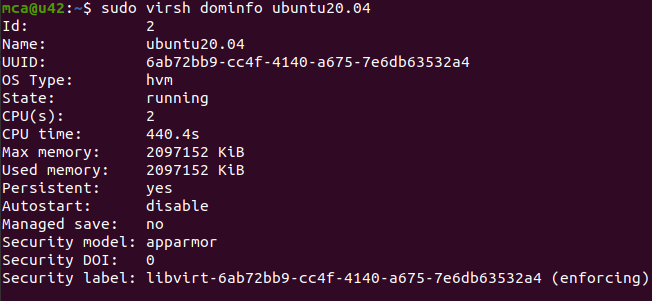 mca@u42:~$ sudo virsh dominfo ubuntu20.04
Id:             2
Name:           ubuntu20.04
UUID:           6ab72bb9-cc4f-4140-a675-7e6db63532a4
OS Type:        hvm
State:          running
CPU(s):         2
CPU time:       440.4s
Max memory:     2097152 KiB
Used memory:    2097152 KiB
Persistent:     yes
Autostart:      disable
Managed save:   no
Security model: apparmor
Security DOI:   0
Security label: libvirt-6ab72bb9-cc4f-4140-a675-7e6db63532a4 (enforcing)